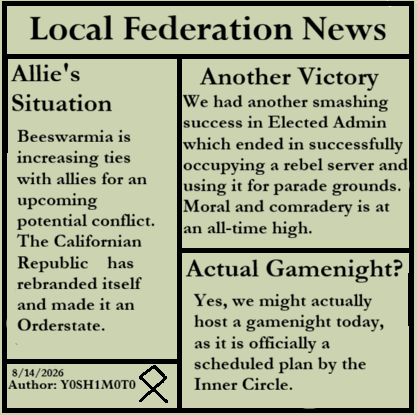 Local Federation News
Allie's
Situation
Beeswarmia is
increasing ties
with allies for an
upcoming
potential conflict.
The Californian
Republic has
rebranded itself
and made it an
Orderstate.
8/14/2026
Author: Y0SH1M0T0
Another Victory
We had another smashing
success in Elected Admin
which ended in successfully
occupying a rebel server and
using it for parade grounds.
Moral and comradery is at
an all-time high.
Actual Gamenight?
Yes, we might actually
host a gamenight today,
as it is officially a
scheduled plan by the
Inner Circle.